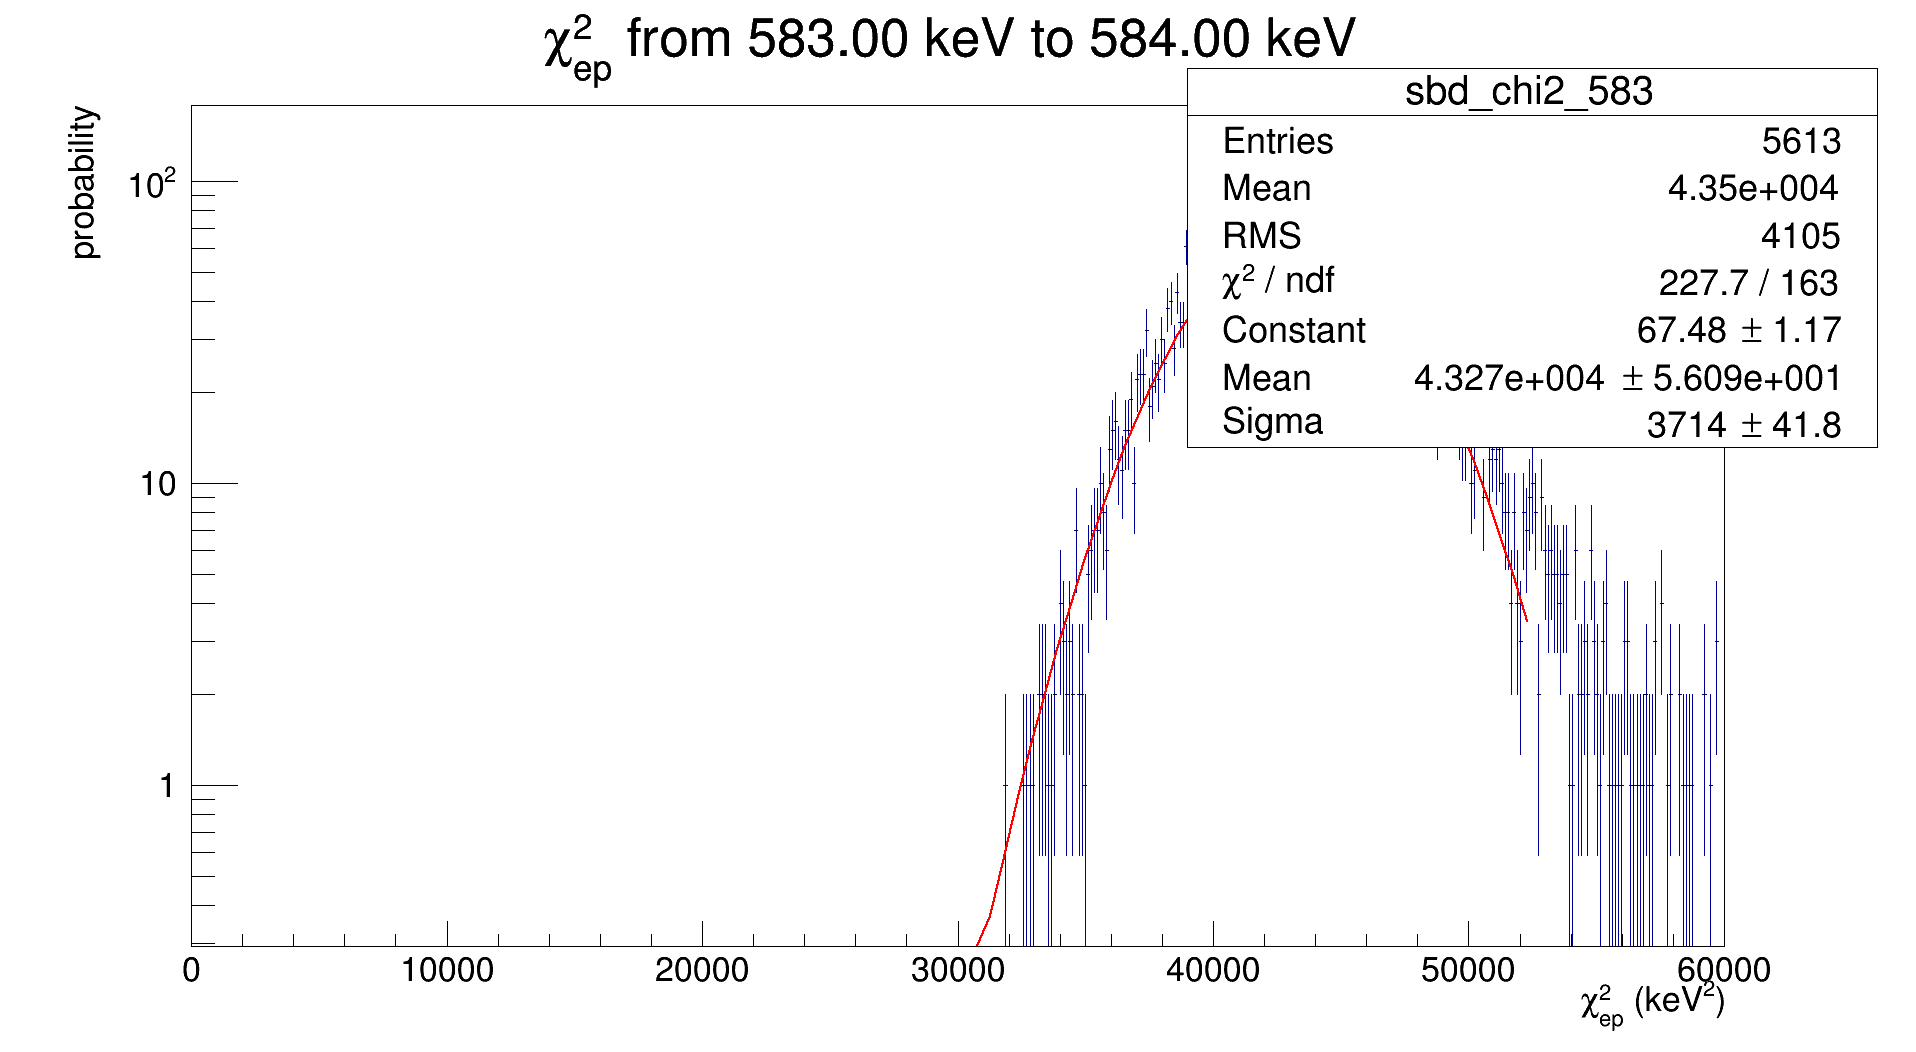 χ²ep from 583.00 keV to 584.00 keV
probability
sbd_chi2_583
Entries 5613
Mean 4.35e+004
RMS 4105
χ² / ndf 227.7 / 163
Constant 67.48 ± 1.17
Mean 4.327e+004 ± 5.609e+001
Sigma 3714 ± 41.8
10²
10
1
0 10000 20000 30000 40000 50000 60000
χ²ep (keV²)